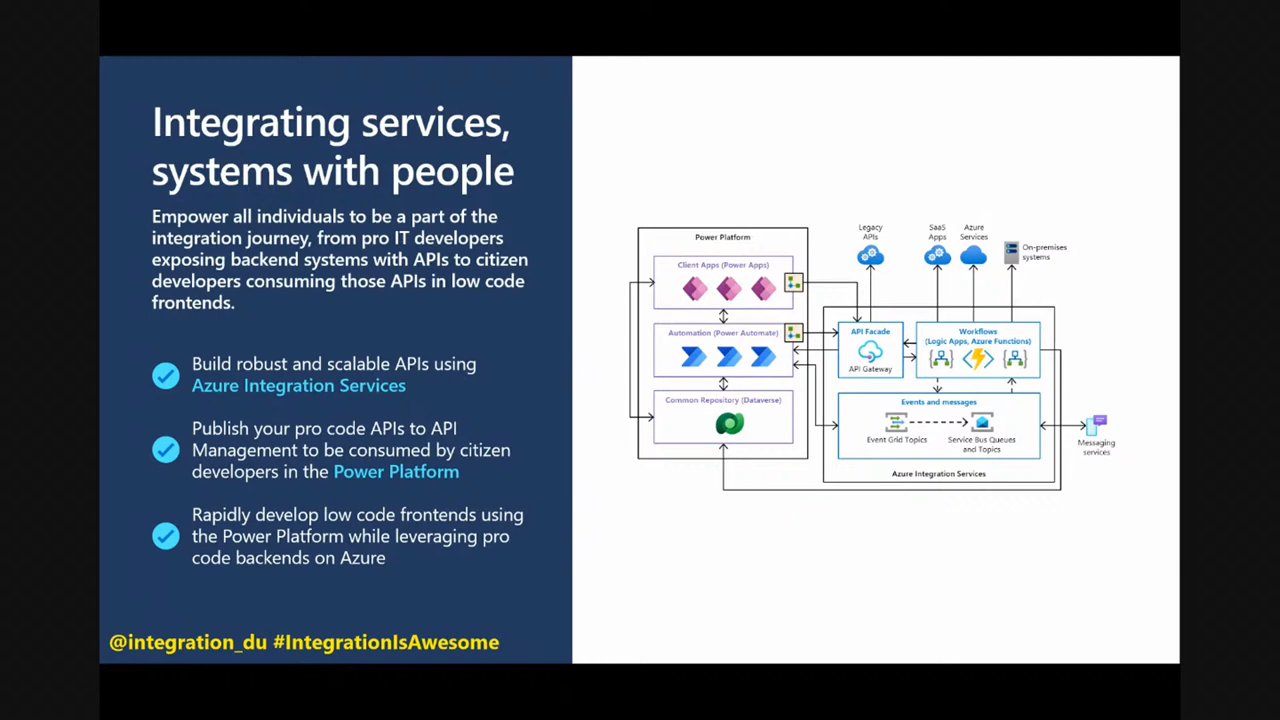 Integrating services,
systems with people
Empower all individuals to be a part of the
integration journey, from pro IT developers
exposing backend systems with APIs to citizen
developers consuming those APIs in low code
frontends.
Build robust and scalable APIs using
Azure Integration Services
Publish your pro code APIs to API
Management to be consumed by citizen
developers in the Power Platform
Rapidly develop low code frontends using
the Power Platform while leveraging pro
code backends on Azure
@integration_du #IntegrationIsAwesome
Power Platform
Client Apps (Power Apps)
Automation (Power Automate)
Common Repository (Dataverse)
Legacy
APIs
SaaS
Apps
Azure
Services
On-premises
systems
API Facade
API Gateway
Workflows
(Logic Apps, Azure Functions)
Events and messages
Event Grid Topics
Service Bus Queues
and Topics
Azure Integration Services
Messaging
services